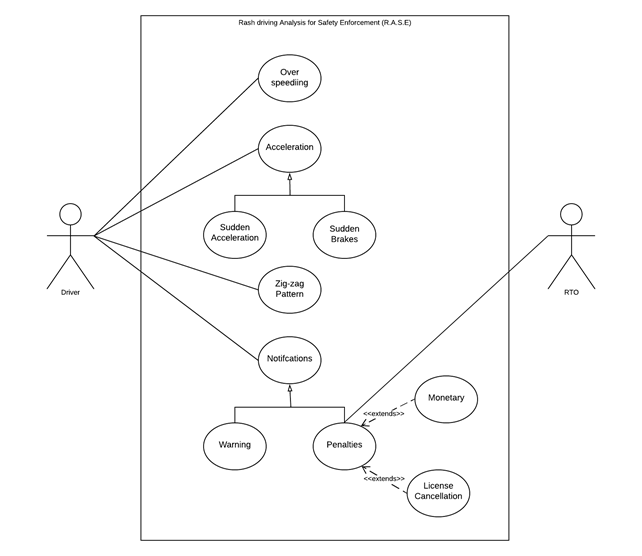 Rash driving Analysis for Safety Enforcement (R.A.S.E)
Over
speediing
Acceleration
Sudden
Acceleration
Sudden
Brakes
Zig-zag
Pattern
Driver
RTO
Notifcations
Monetary
<<extends>>
Warning
Penalties
<<extends>>
License
Cancellation